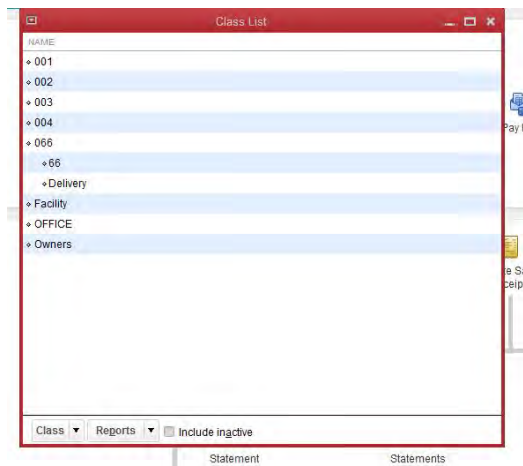 Class List
NAME
001
002
003
004
066
66
Delivery
Facility
OFFICE
Owners
Class
Reports
Include inactive
Pay
Statement
Statements